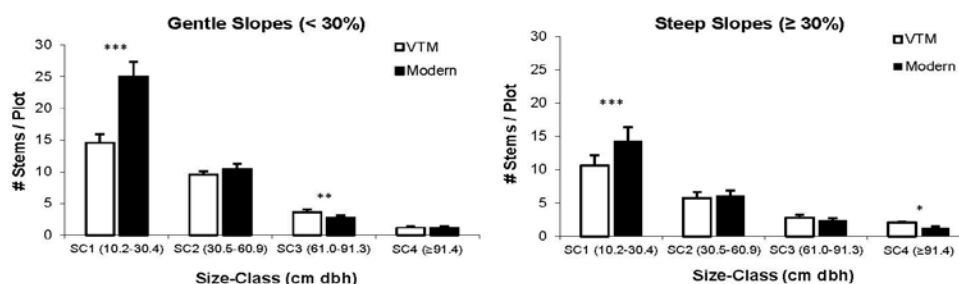 Gentle Slopes (< 30%)
# Stems / Plot
30
25
20
15
10
5
0
***
**
VTM
Modern
SC1 (10.2-30.4) SC2 (30.5-60.9) SC3 (61.0-91.3) SC4 (≥91.4)
Size-Class (cm dbh)
Steep Slopes (≥ 30%)
# Stems / Plot
30
25
20
15
10
5
0
***
*
VTM
Modern
SC1 (10.2-30.4) SC2 (30.5-60.9) SC3 (61.0-91.3) SC4 (≥91.4)
Size-Class (cm dbh)